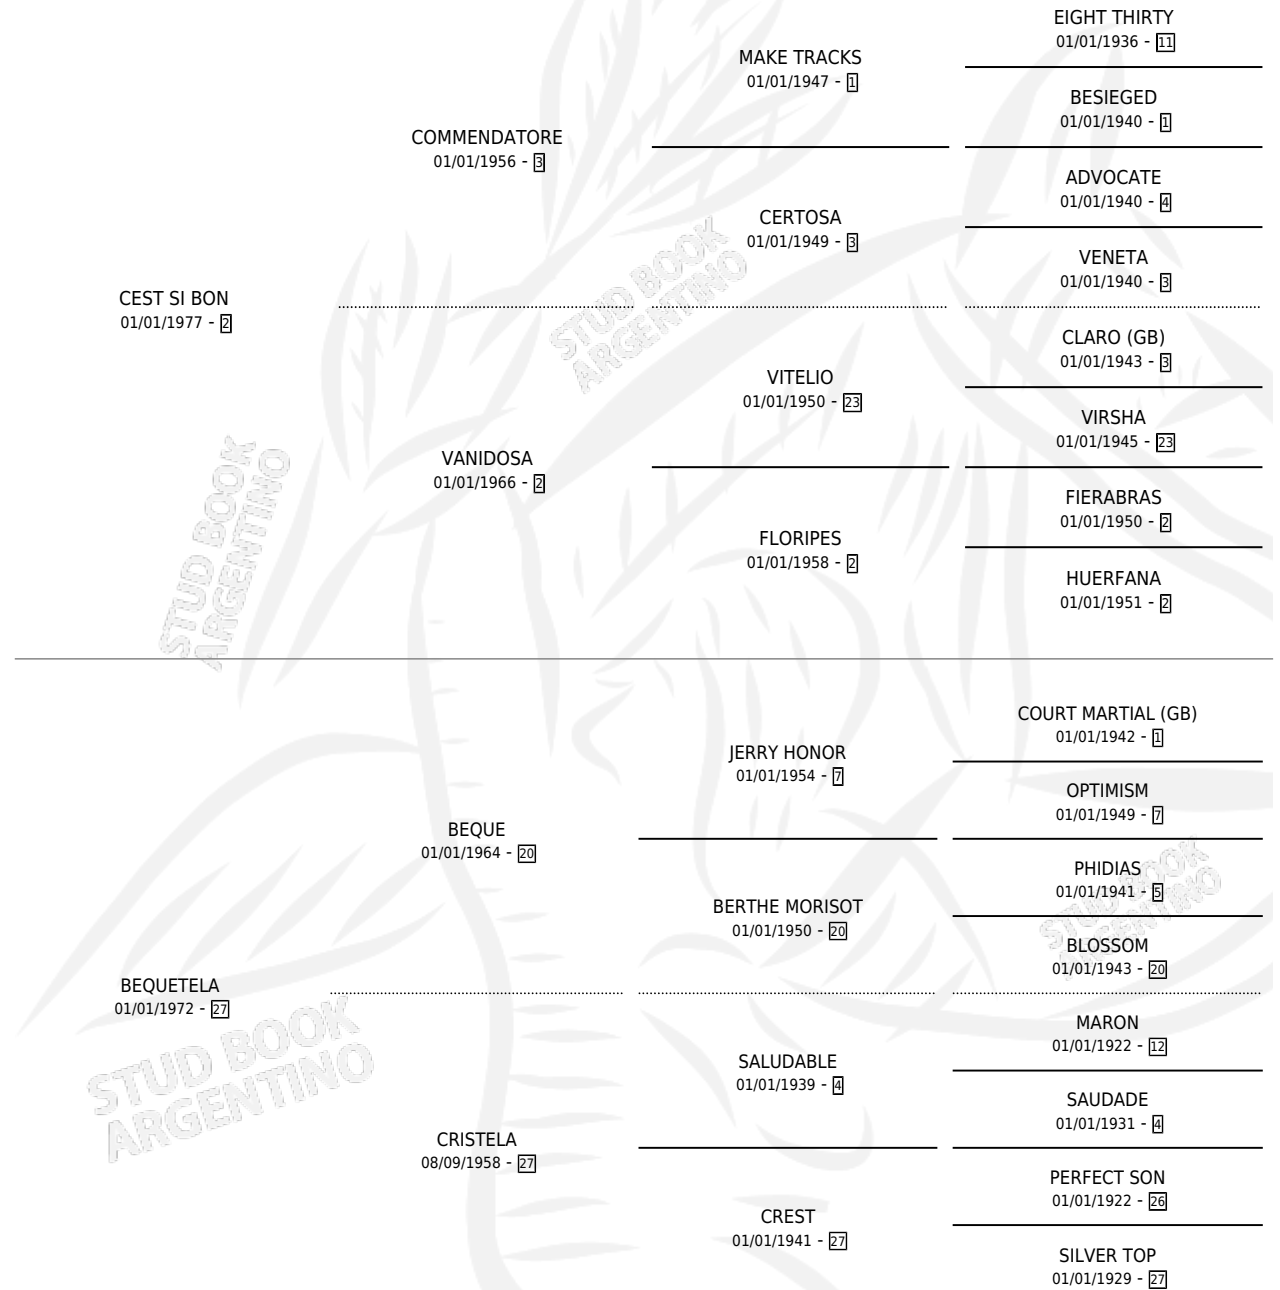 EIGHT THIRTY
01/01/1936 - 11
MAKE TRACKS
01/01/1947 - 1
BESIEGED
01/01/1940 - 1
COMMENDATORE
01/01/1956 - 3
ADVOCATE
01/01/1940 - 4
CERTOSA
01/01/1949 - 3
VENETA
01/01/1940 - 3
CEST SI BON
01/01/1977 - 2
CLARO (GB)
01/01/1943 - 3
VITELIO
01/01/1950 - 23
VIRSHA
01/01/1945 - 23
VANIDOSA
01/01/1966 - 2
FIERABRAS
01/01/1950 - 2
FLORIPES
01/01/1958 - 2
HUERFANA
01/01/1951 - 2
COURT MARTIAL (GB)
01/01/1942 - 1
JERRY HONOR
01/01/1954 - 7
OPTIMISM
01/01/1949 - 7
BEQUE
01/01/1964 - 20
PHIDIAS
01/01/1941 - 5
BERTHE MORISOT
01/01/1950 - 20
BLOSSOM
01/01/1943 - 20
BEQUETELA
01/01/1972 - 27
MARON
01/01/1922 - 12
SALUDABLE
01/01/1939 - 4
SAUDADE
01/01/1931 - 4
CRISTELA
08/09/1958 - 27
PERFECT SON
01/01/1922 - 26
CREST
01/01/1941 - 27
SILVER TOP
01/01/1929 - 27
STUD BOOK
ARGENTINO
STUD BOOK
ARGENTINO
STUD BOOK
ARGENTINO
STUD BOOK
ARGENTINO